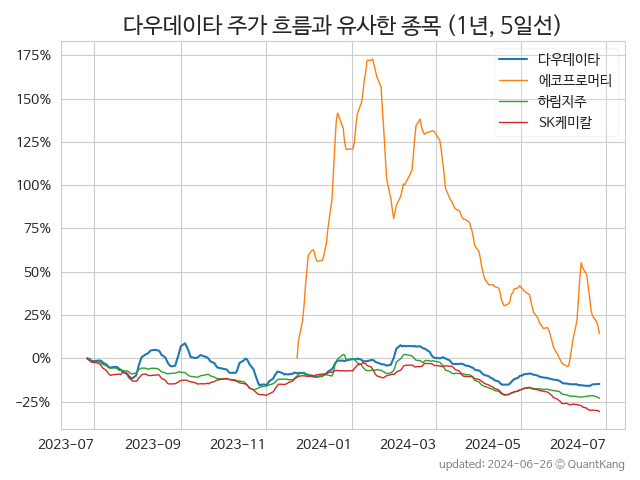 다우데이타 주가 흐름과 유사한 종목 (1년, 5일선)
175%
150%
125%
100%
75%
50%
25%
0%
−25%
다우데이타
에코프로머티
하림지주
SK케미칼
2023-07 2023-09 2023-11 2024-01 2024-03 2024-05 2024-07
updated: 2024-06-26 © QuantKang